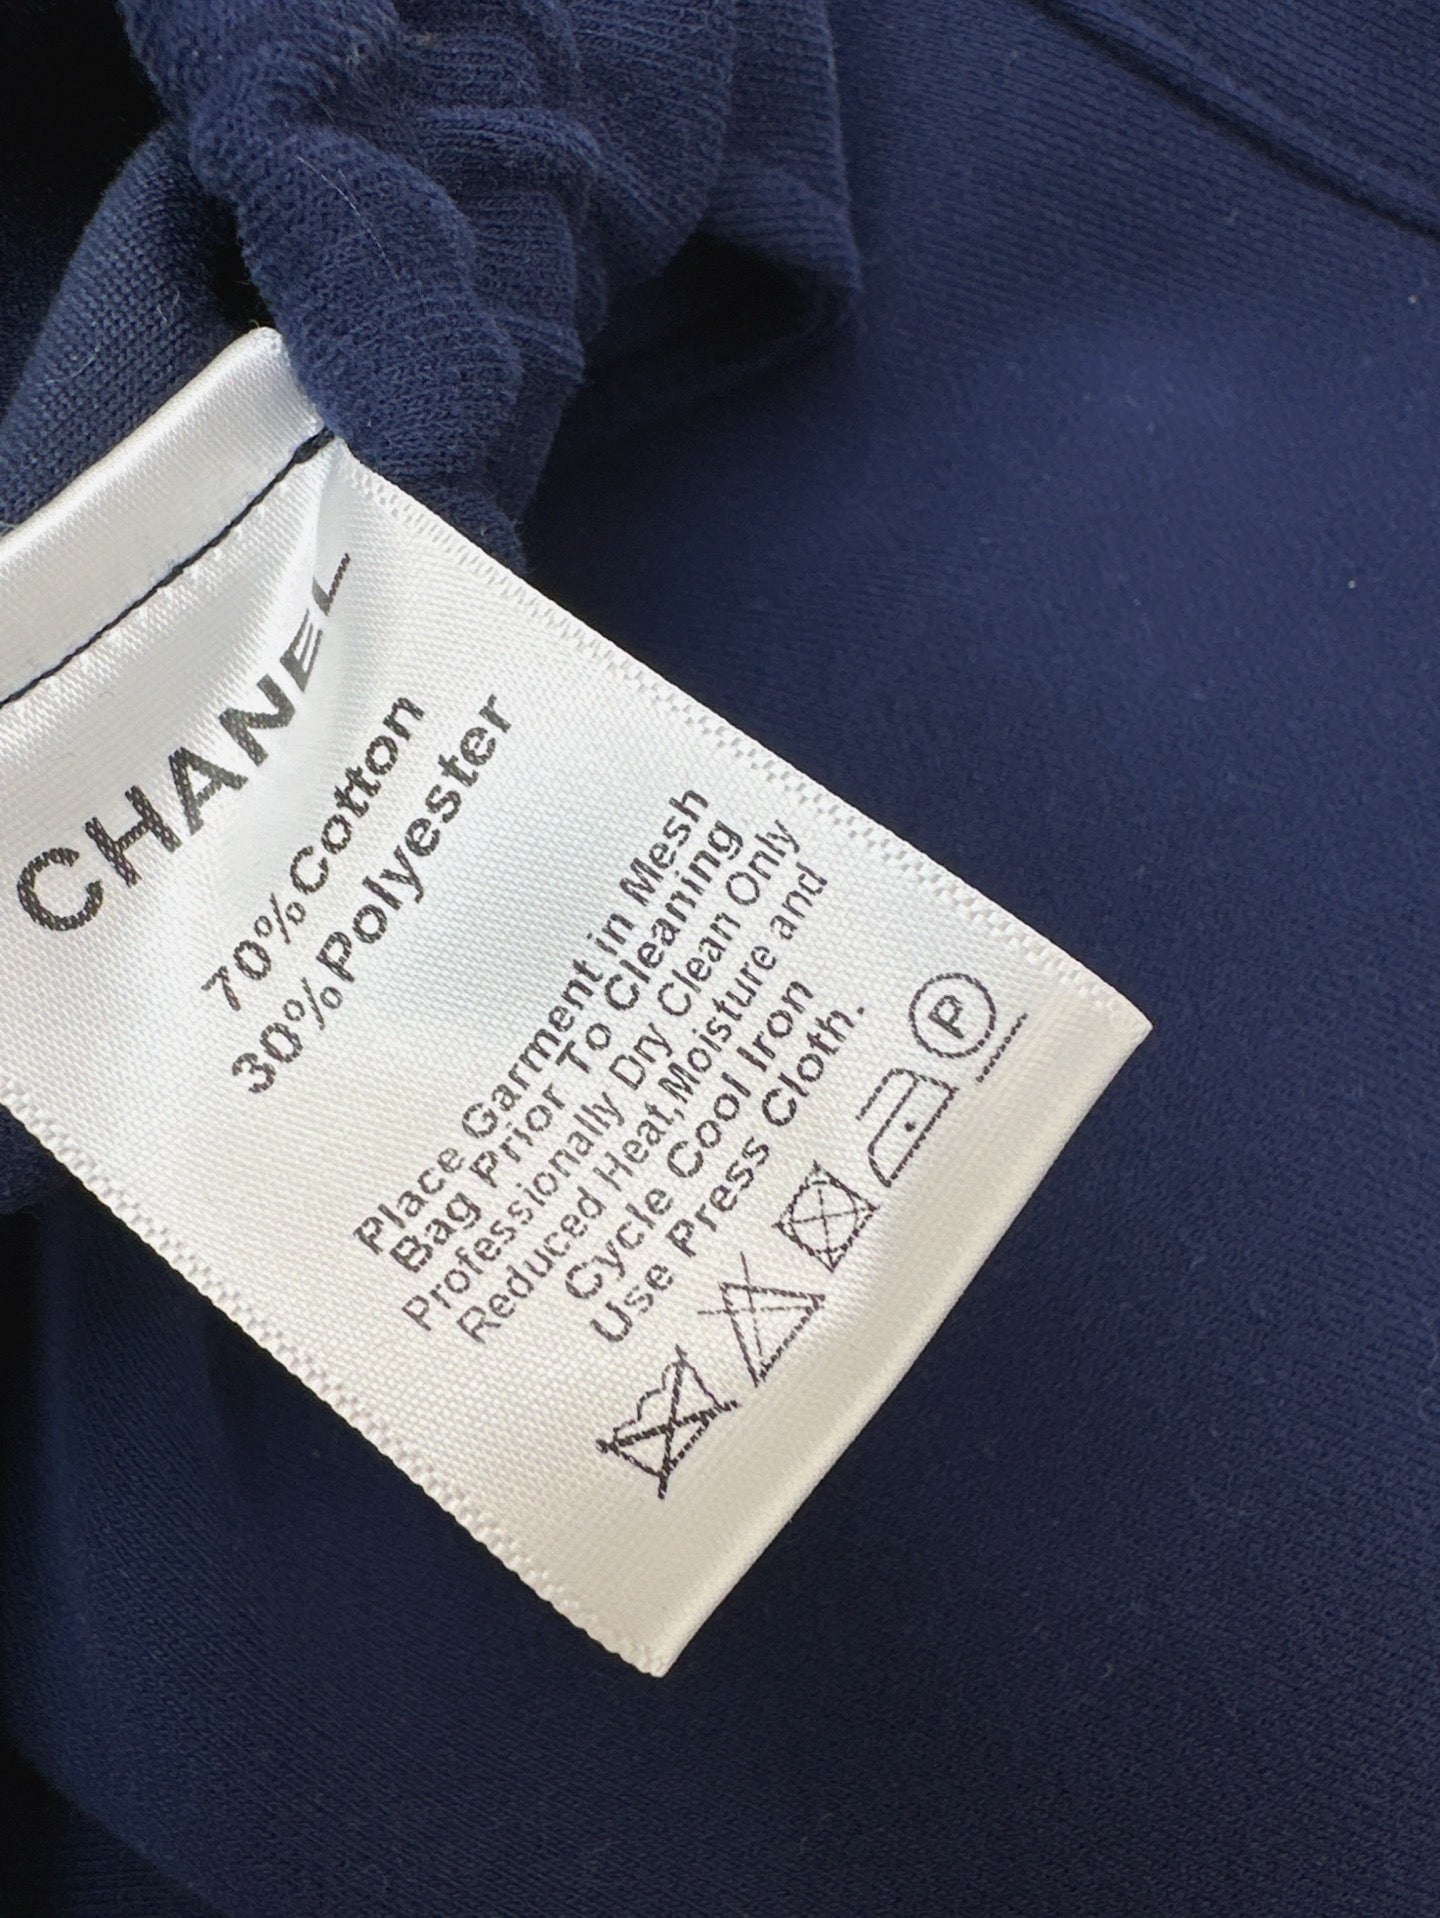 CHANEL
70%Cotton
30%Polyester
Place Garment in Mesh
Bag Prior To Cleaning
Professionally Dry Clean Only
Reduced Heat,Moisture and
Cycle Cool Iron
Use Press Cloth.
P